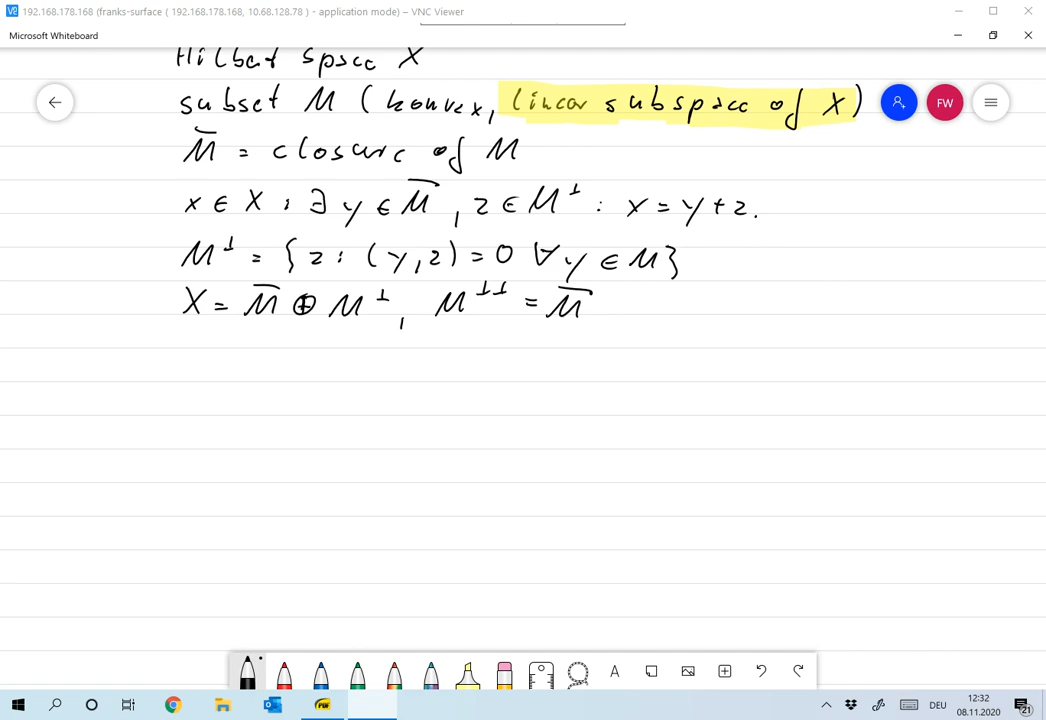 192.168.178.168 (franks-surface ( 192.168.178.168, 10.68.128.78 ) - application mode) – VNC Viewer
Microsoft Whiteboard
Hilbert space X
subset M ( konvex, linear subspace of X )
M̅ = closure of M
x ∈ X : ∃ y ∈ M̅, z ∈ M^⊥ : x = y + z.
M^⊥ = { z : (y, z) = 0 ∀ y ∈ M }
X = M̅ ⊕ M^⊥, M^⊥⊥ = M̅
FW
A
DEU
12:32
08.11.2020
21